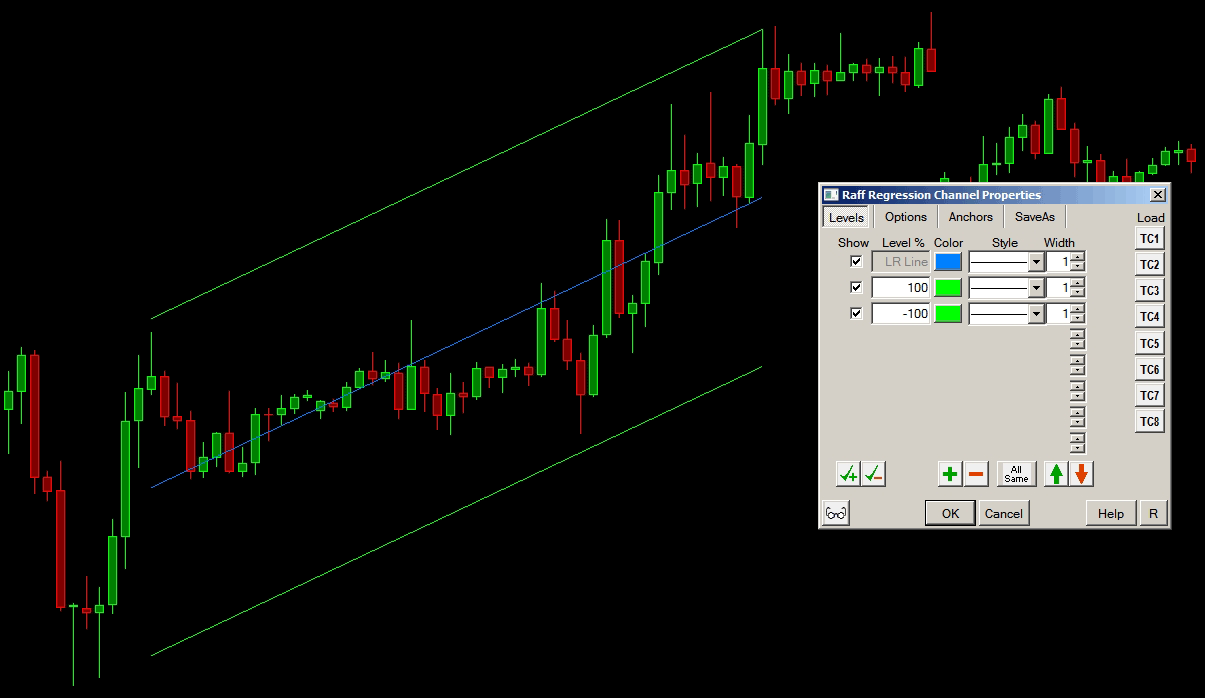 Raff Regression Channel Properties
Levels Options Anchors SaveAs Load
Show Level % Color Style Width TC1
LR Line 1 TC2
100 1 TC3
-100 1 TC4
TC5
TC6
TC7
TC8
All
Same
OK Cancel Help R